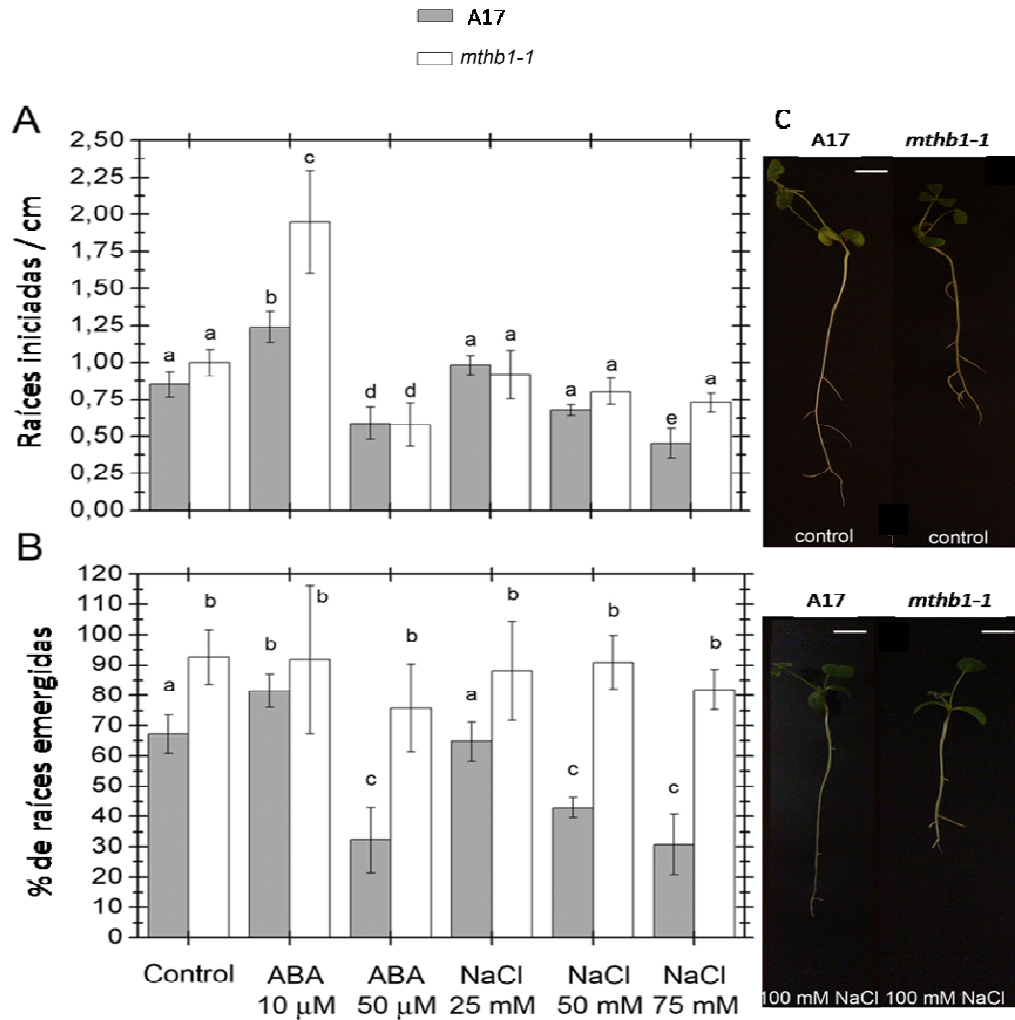 A17
mthb1-1
A
Raíces iniciadas / cm
2,50
2,25
2,00
1,75
1,50
1,25
1,00
0,75
0,50
0,25
0,00
a
a
b
c
d
d
a
a
a
a
e
a
B
% de raíces emergidas
120
110
100
90
80
70
60
50
40
30
20
10
0
a
b
b
b
c
b
a
b
c
b
c
b
Control
ABA
10 µM
ABA
50 µM
NaCl
25 mM
NaCl
50 mM
NaCl
75 mM
C
A17
mthb1-1
control
control
A17
mthb1-1
100 mM NaCl
100 mM NaCl